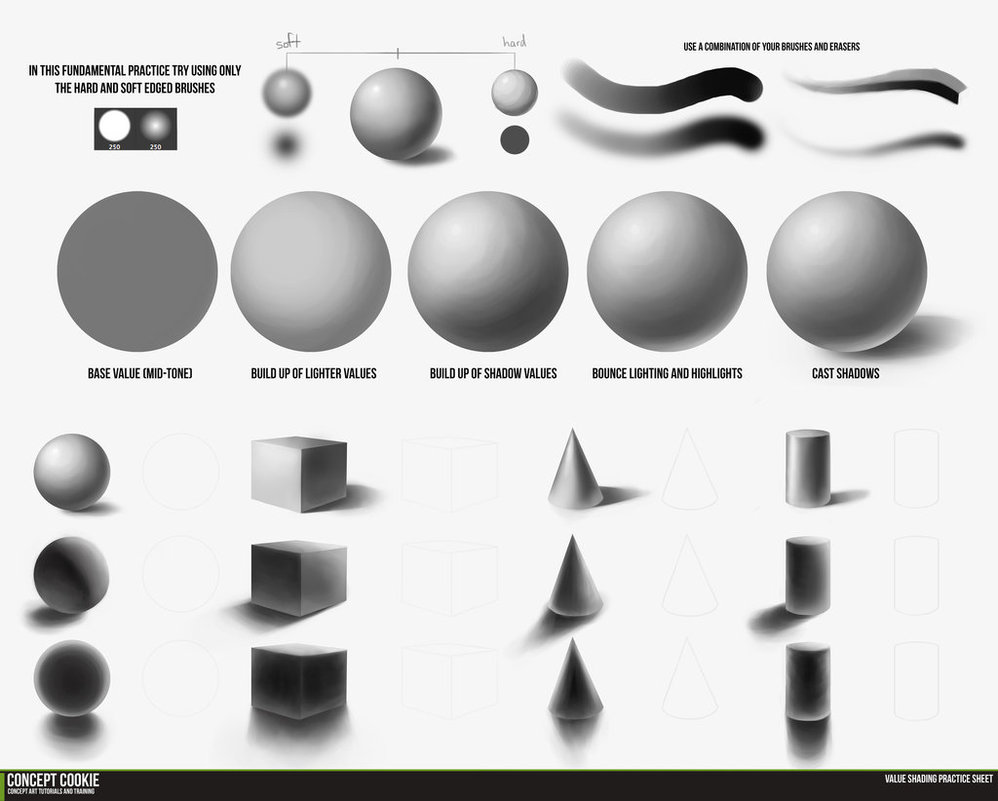 soft
hard
USE A COMBINATION OF YOUR BRUSHES AND ERASERS
IN THIS FUNDAMENTAL PRACTICE TRY USING ONLY
THE HARD AND SOFT EDGED BRUSHES
250 250
BASE VALUE (MID-TONE)
BUILD UP OF LIGHTER VALUES
BUILD UP OF SHADOW VALUES
BOUNCE LIGHTING AND HIGHLIGHTS
CAST SHADOWS
CONCEPT COOKIE
CONCEPT ART TUTORIALS AND TRAINING
VALUE SHADING PRACTICE SHEET